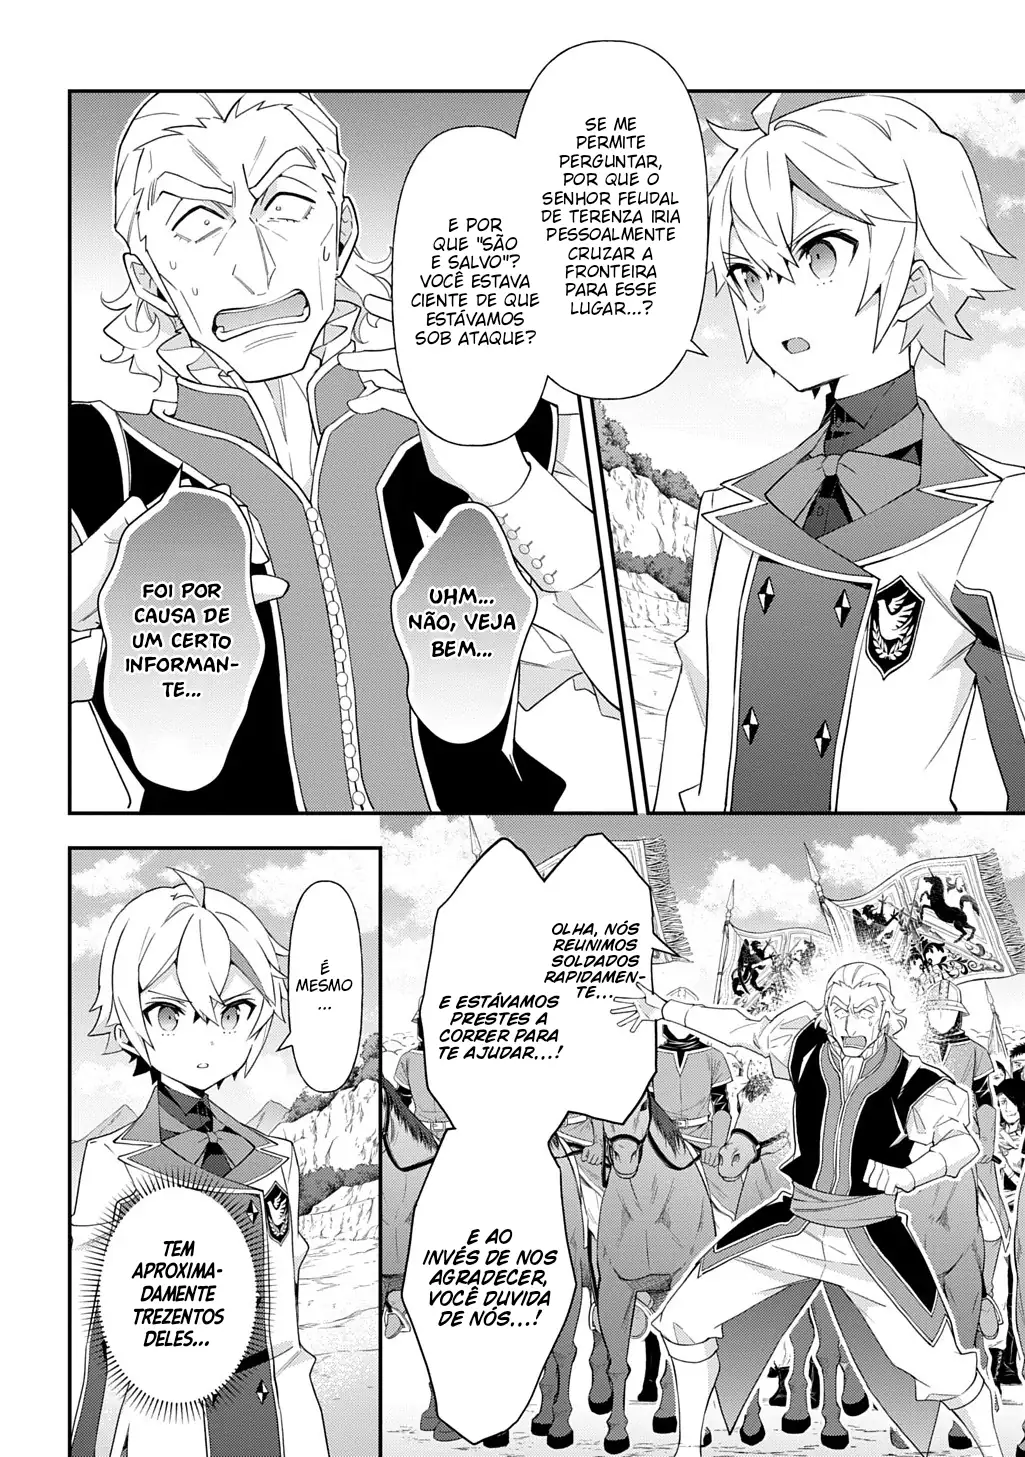 SE ME
PERMITE
PERGUNTAR,
POR QUE O
SENHOR FEUDAL
DE TERENZA IRIA
PESSOALMENTE
CRUZAR A
FRONTEIRA
PARA ESSE
LUGAR...?
E POR
QUE "SÃO
E SALVO"?
VOCÊ ESTAVA
CIENTE DE QUE
ESTÁVAMOS
SOB ATAQUE?
UHM...
NÃO, VEJA
BEM...
FOI POR
CAUSA DE
UM CERTO
INFORMAN-
TE...
OLHA, NÓS
REUNIMOS
SOLDADOS
RAPIDAMEN-
TE...
E ESTÁVAMOS
PRESTES A
CORRER PARA
TE AJUDAR...!
E AO
INVÉS DE NOS
AGRADECER,
VOCÊ DUVIDA
DE NÓS...!
É
MESMO
...
TEM
APROXIMA-
DAMENTE
TREZENTOS
DELES...